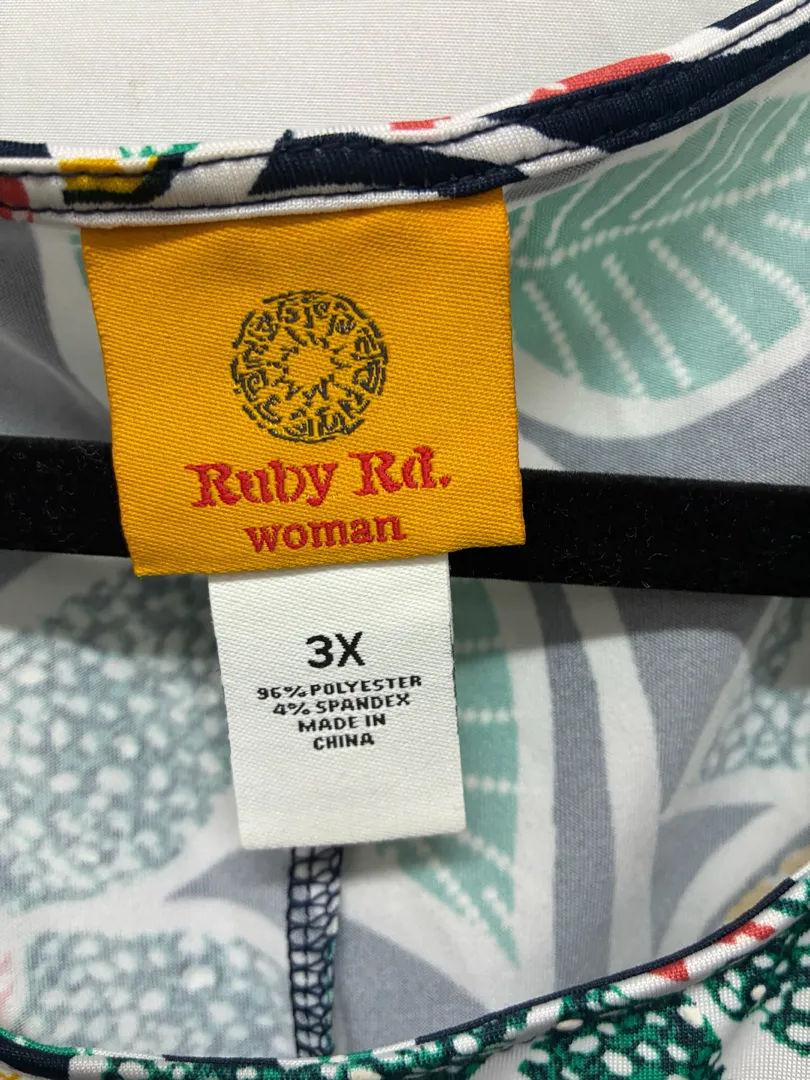 Ruby Rd.
woman
3X
96% POLYESTER
4% SPANDEX
MADE IN
CHINA